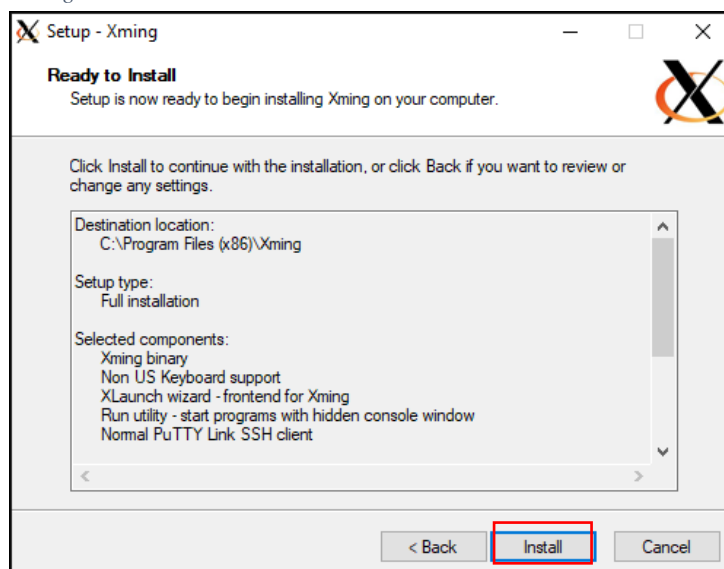 Setup - Xming
Ready to Install
Setup is now ready to begin installing Xming on your computer.
Click Install to continue with the installation, or click Back if you want to review or
change any settings.
Destination location:
C:\Program Files (x86)\Xming
Setup type:
Full installation
Selected components:
Xming binary
Non US Keyboard support
XLaunch wizard - frontend for Xming
Run utility - start programs with hidden console window
Normal PuTTY Link SSH client
< Back
Install
Cancel